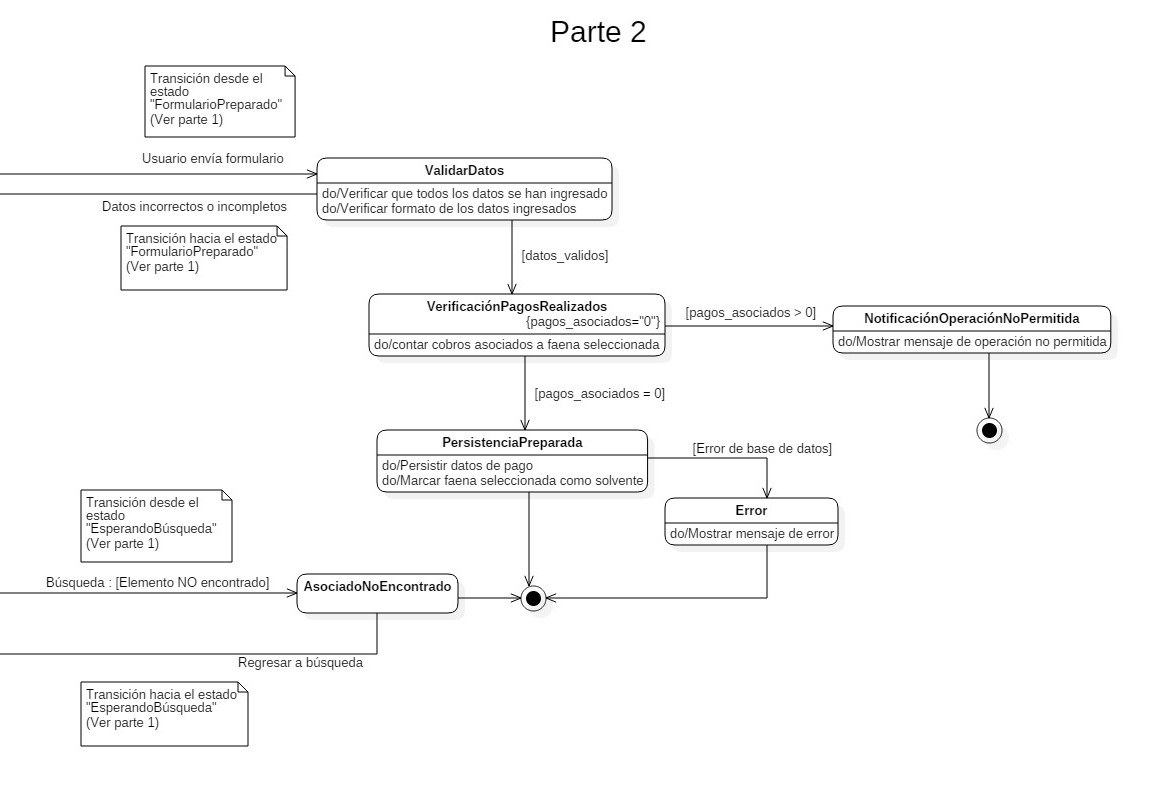 Parte 2
Transición desde el
estado
"FormularioPreparado"
(Ver parte 1)
Usuario envía formulario
ValidarDatos
do/Verificar que todos los datos se han ingresado
do/Verificar formato de los datos ingresados
Datos incorrectos o incompletos
Transición hacia el estado
"FormularioPreparado"
(Ver parte 1)
[datos_validos]
VerificaciónPagosRealizados
{pagos_asociados="0"}
do/contar cobros asociados a faena seleccionada
[pagos_asociados > 0]
NotificaciónOperaciónNoPermitida
do/Mostrar mensaje de operación no permitida
[pagos_asociados = 0]
PersistenciaPreparada
do/Persistir datos de pago
do/Marcar faena seleccionada como solvente
[Error de base de datos]
Error
do/Mostrar mensaje de error
Transición desde el
estado
"EsperandoBúsqueda"
(Ver parte 1)
Búsqueda : [Elemento NO encontrado]
AsociadoNoEncontrado
Regresar a búsqueda
Transición hacia el estado
"EsperandoBúsqueda"
(Ver parte 1)